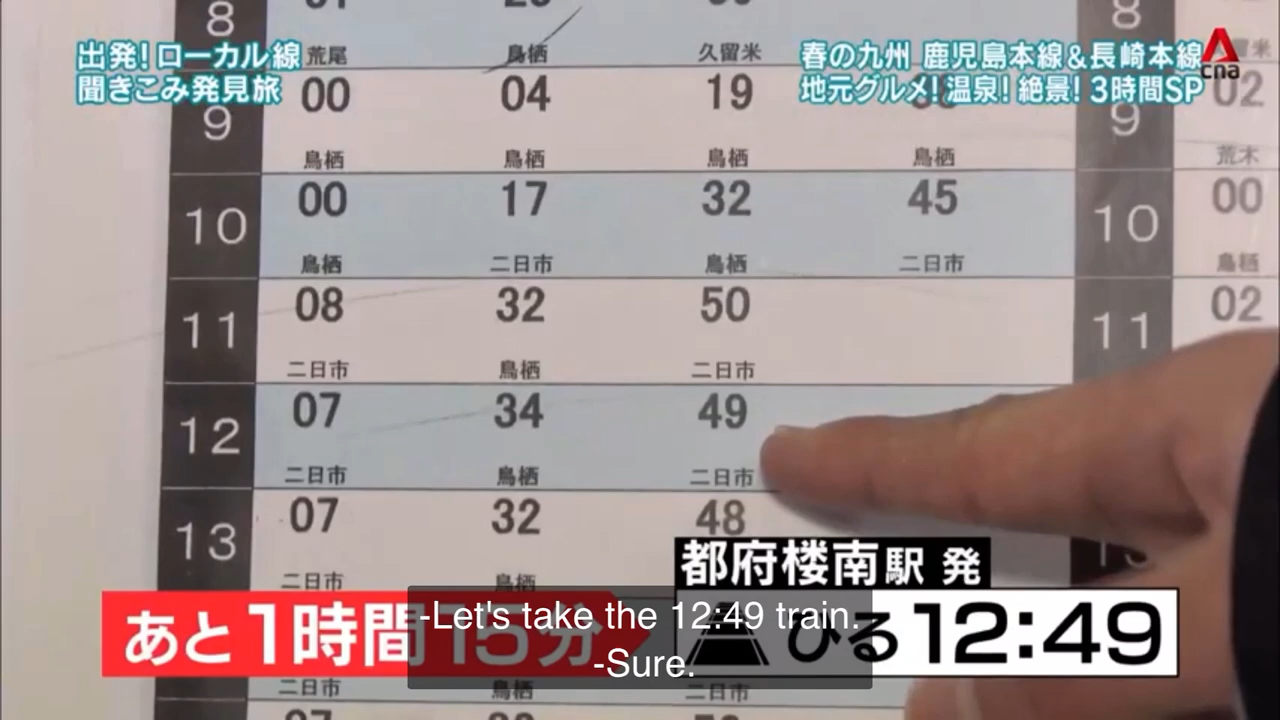 出発!ローカル線
聞きこみ発見旅
春の九州 鹿児島本線&長崎本線
地元グルメ!温泉!絶景!3時間SP
cna
8
荒尾 鳥栖 久留米
8
9 00 04 19
9 02
鳥栖 鳥栖 鳥栖 鳥栖
荒木
10 00 17 32 45
10 00
鳥栖 二日市 鳥栖 二日市
鳥栖
11 08 32 50
11 02
二日市 鳥栖 二日市
12 07 34 49
二日市 鳥栖 二日市
13 07 32 48
13
二日市 鳥栖
都府楼南駅 発
あと1時間15分
ひる12:49
-Let's take the 12:49 train.
-Sure.
二日市 鳥栖 二日市
07